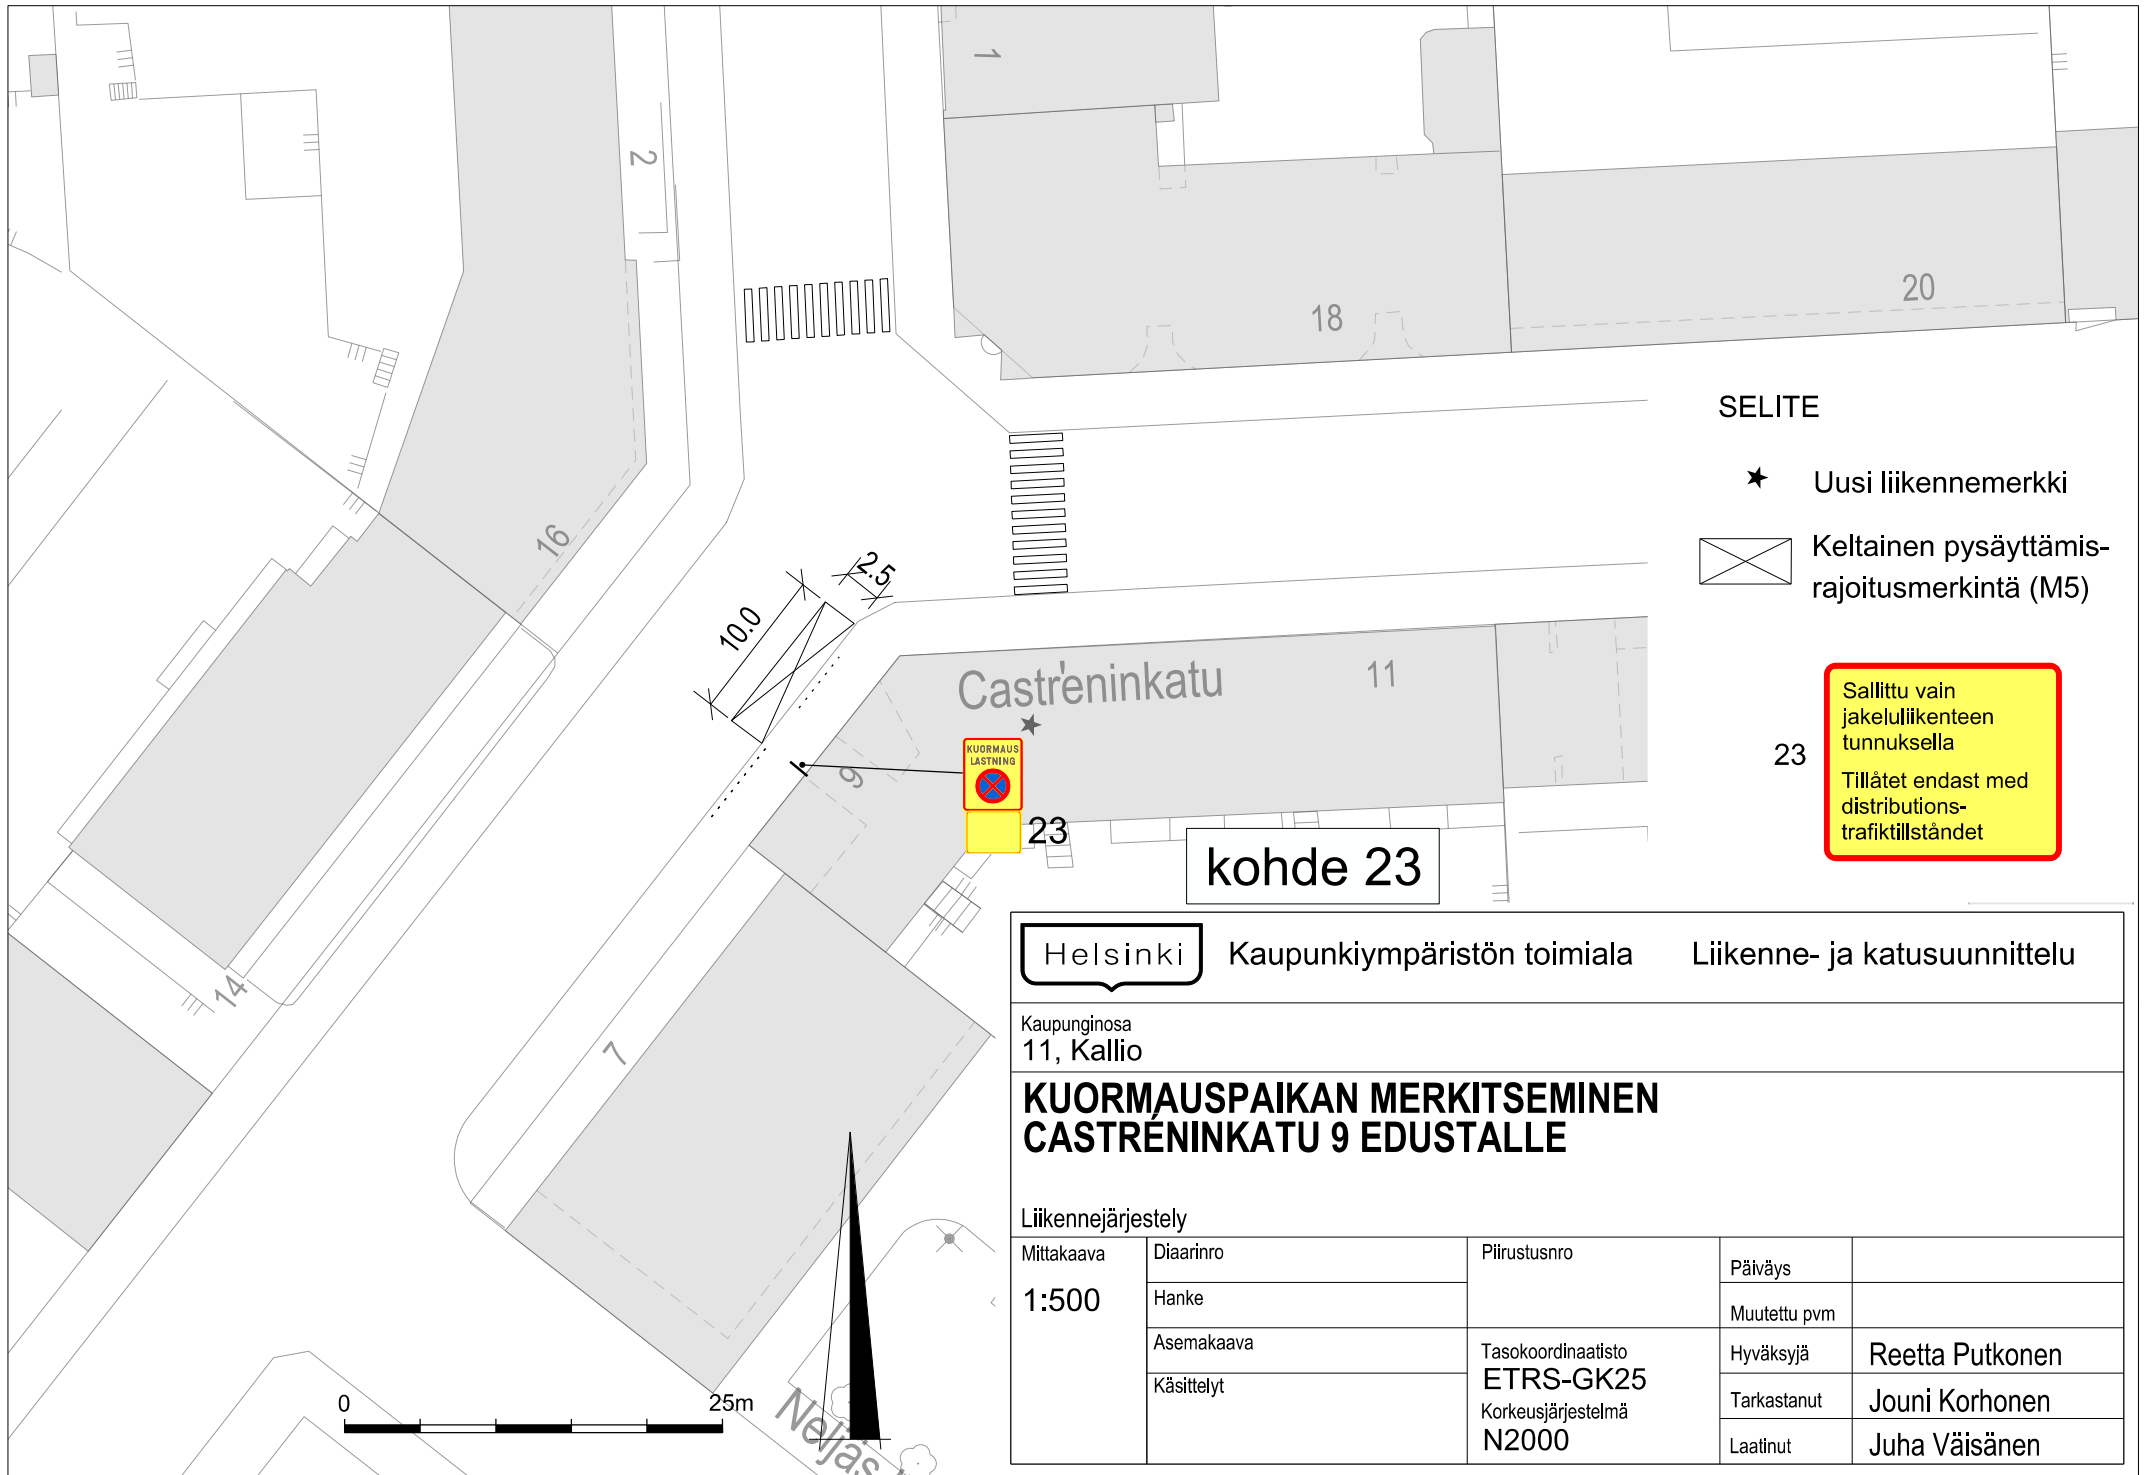 1
2
18
20
16
2.5
10.0
Castréninkatu
11
9
KUORMAUS
LASTNING
23
kohde 23
14
7
SELITE
Uusi liikennemerkki
Keltainen pysäyttämis-
rajoitusmerkintä (M5)
23
Sallittu vain
jakeluliikenteen
tunnuksella
Tillåtet endast med
distributions-
trafiktillståndet
Helsinki
Kaupunkiympäristön toimiala
Liikenne- ja katusuunnittelu
Kaupunginosa
11, Kallio
KUORMAUSPAIKAN MERKITSEMINEN
CASTRÉNINKATU 9 EDUSTALLE
Liikennejärjestely
Mittakaava
1:500
Diaarinro
Hanke
Asemakaava
Käsittelyt
Piirustusnro
Tasokoordinaatisto
ETRS-GK25
Korkeusjärjestelmä
N2000
Päiväys
Muutettu pvm
Hyväksyjä
Reetta Putkonen
Tarkastanut
Jouni Korhonen
Laatinut
Juha Väisänen
0
25m